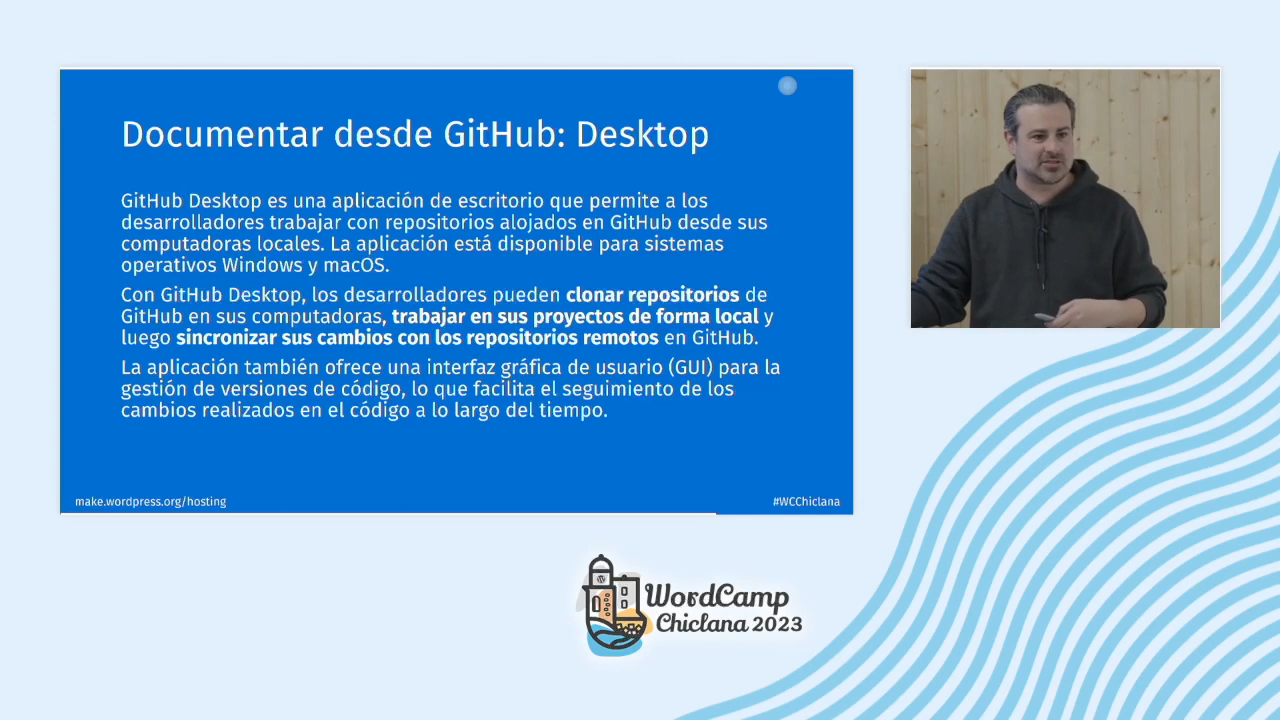 Documentar desde GitHub: Desktop
GitHub Desktop es una aplicación de escritorio que permite a los
desarrolladores trabajar con repositorios alojados en GitHub desde sus
computadoras locales. La aplicación está disponible para sistemas
operativos Windows y macOS.
Con GitHub Desktop, los desarrolladores pueden clonar repositorios de
GitHub en sus computadoras, trabajar en sus proyectos de forma local y
luego sincronizar sus cambios con los repositorios remotos en GitHub.
La aplicación también ofrece una interfaz gráfica de usuario (GUI) para la
gestión de versiones de código, lo que facilita el seguimiento de los
cambios realizados en el código a lo largo del tiempo.
make.wordpress.org/hosting
#WCChiclana
WordCamp
Chiclana 2023